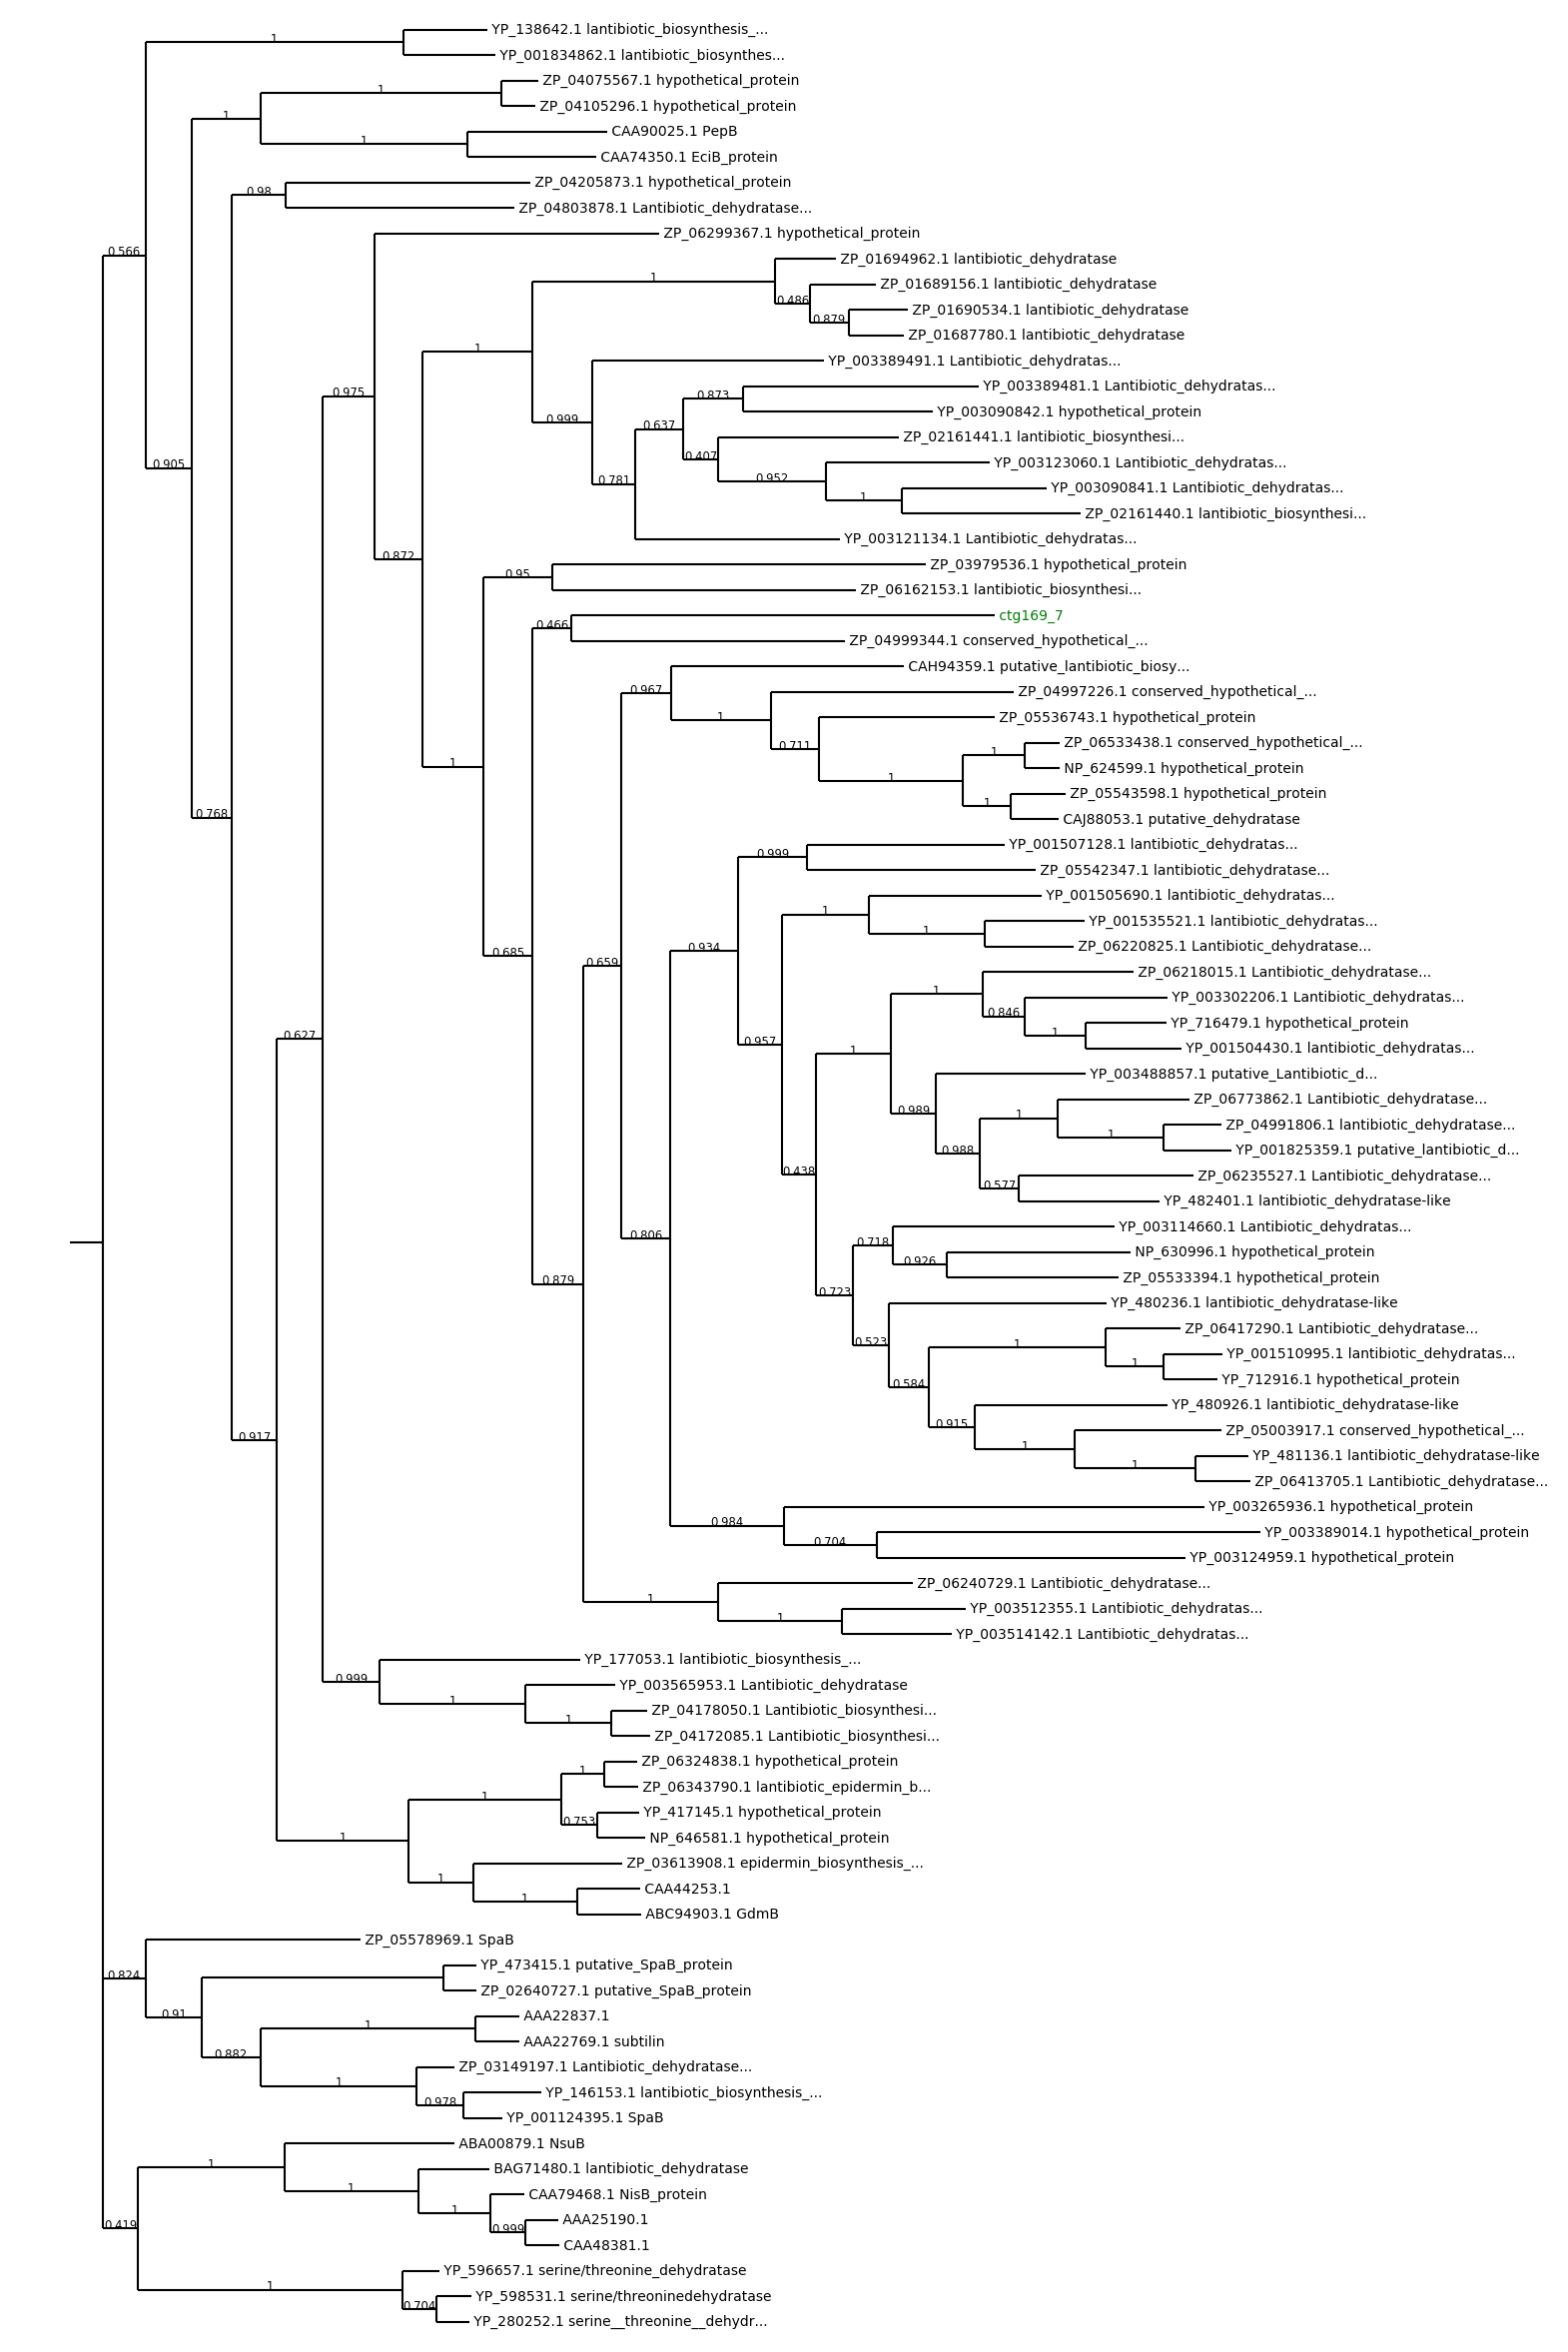 YP_138642.1 lantibiotic_biosynthesis_...
1
YP_001834862.1 lantibiotic_biosynthes...
ZP_04075567.1 hypothetical_protein
1
ZP_04105296.1 hypothetical_protein
1
CAA90025.1 PepB
1
CAA74350.1 EciB_protein
ZP_04205873.1 hypothetical_protein
0.98
ZP_04803878.1 Lantibiotic_dehydratase...
ZP_06299367.1 hypothetical_protein
0.566
ZP_01694962.1 lantibiotic_dehydratase
1
ZP_01689156.1 lantibiotic_dehydratase
0.486
ZP_01690534.1 lantibiotic_dehydratase
0.879
ZP_01687780.1 lantibiotic_dehydratase
1
YP_003389491.1 Lantibiotic_dehydratas...
YP_003389481.1 Lantibiotic_dehydratas...
0.975
0.873
YP_003090842.1 hypothetical_protein
0.999
0.637
ZP_02161441.1 lantibiotic_biosynthesi...
0.407
YP_003123060.1 Lantibiotic_dehydratas...
0.905
0.952
0.781
YP_003090841.1 Lantibiotic_dehydratas...
1
ZP_02161440.1 lantibiotic_biosynthesi...
YP_003121134.1 Lantibiotic_dehydratas...
0.872
ZP_03979536.1 hypothetical_protein
0.95
ZP_06162153.1 lantibiotic_biosynthesi...
ctg169_7
0.466
ZP_04999344.1 conserved_hypothetical_...
CAH94359.1 putative_lantibiotic_biosy...
0.967
ZP_04997226.1 conserved_hypothetical_...
1
ZP_05536743.1 hypothetical_protein
ZP_06533438.1 conserved_hypothetical_...
0.711
1
1
NP_624599.1 hypothetical_protein
1
ZP_05543598.1 hypothetical_protein
1
0.768
CAJ88053.1 putative_dehydratase
YP_001507128.1 lantibiotic_dehydratas...
0.999
ZP_05542347.1 lantibiotic_dehydratase...
YP_001505690.1 lantibiotic_dehydratas...
1
YP_001535521.1 lantibiotic_dehydratas...
1
ZP_06220825.1 Lantibiotic_dehydratase...
0.934
0.685
0.659
ZP_06218015.1 Lantibiotic_dehydratase...
1
YP_003302206.1 Lantibiotic_dehydratas...
0.846
YP_716479.1 hypothetical_protein
1
0.627
0.957
YP_001504430.1 lantibiotic_dehydratas...
1
YP_003488857.1 putative_Lantibiotic_d...
ZP_06773862.1 Lantibiotic_dehydratase...
0.989
1
ZP_04991806.1 lantibiotic_dehydratase...
1
YP_001825359.1 putative_lantibiotic_d...
0.988
0.438
ZP_06235527.1 Lantibiotic_dehydratase...
0.577
YP_482401.1 lantibiotic_dehydratase-like
YP_003114660.1 Lantibiotic_dehydratas...
0.806
0.718
NP_630996.1 hypothetical_protein
0.926
ZP_05533394.1 hypothetical_protein
0.879
0.723
YP_480236.1 lantibiotic_dehydratase-like
ZP_06417290.1 Lantibiotic_dehydratase...
0.523
1
YP_001510995.1 lantibiotic_dehydratas...
1
YP_712916.1 hypothetical_protein
0.584
YP_480926.1 lantibiotic_dehydratase-like
0.915
ZP_05003917.1 conserved_hypothetical_...
0.917
1
YP_481136.1 lantibiotic_dehydratase-like
1
ZP_06413705.1 Lantibiotic_dehydratase...
YP_003265936.1 hypothetical_protein
0.984
YP_003389014.1 hypothetical_protein
0.704
YP_003124959.1 hypothetical_protein
ZP_06240729.1 Lantibiotic_dehydratase...
1
YP_003512355.1 Lantibiotic_dehydratas...
1
YP_003514142.1 Lantibiotic_dehydratas...
YP_177053.1 lantibiotic_biosynthesis_...
0.999
YP_003565953.1 Lantibiotic_dehydratase
1
ZP_04178050.1 Lantibiotic_biosynthesi...
1
ZP_04172085.1 Lantibiotic_biosynthesi...
ZP_06324838.1 hypothetical_protein
1
ZP_06343790.1 lantibiotic_epidermin_b...
1
YP_417145.1 hypothetical_protein
0.753
NP_646581.1 hypothetical_protein
1
ZP_03613908.1 epidermin_biosynthesis_...
1
CAA44253.1
1
ABC94903.1 GdmB
ZP_05578969.1 SpaB
YP_473415.1 putative_SpaB_protein
0.824
ZP_02640727.1 putative_SpaB_protein
0.91
AAA22837.1
1
AAA22769.1 subtilin
0.882
ZP_03149197.1 Lantibiotic_dehydratase...
1
YP_146153.1 lantibiotic_biosynthesis_...
0.978
YP_001124395.1 SpaB
ABA00879.1 NsuB
1
BAG71480.1 lantibiotic_dehydratase
1
CAA79468.1 NisB_protein
1
AAA25190.1
0.419
0.999
CAA48381.1
YP_596657.1 serine/threonine_dehydratase
1
YP_598531.1 serine/threoninedehydratase
0.704
YP_280252.1 serine__threonine__dehydr...